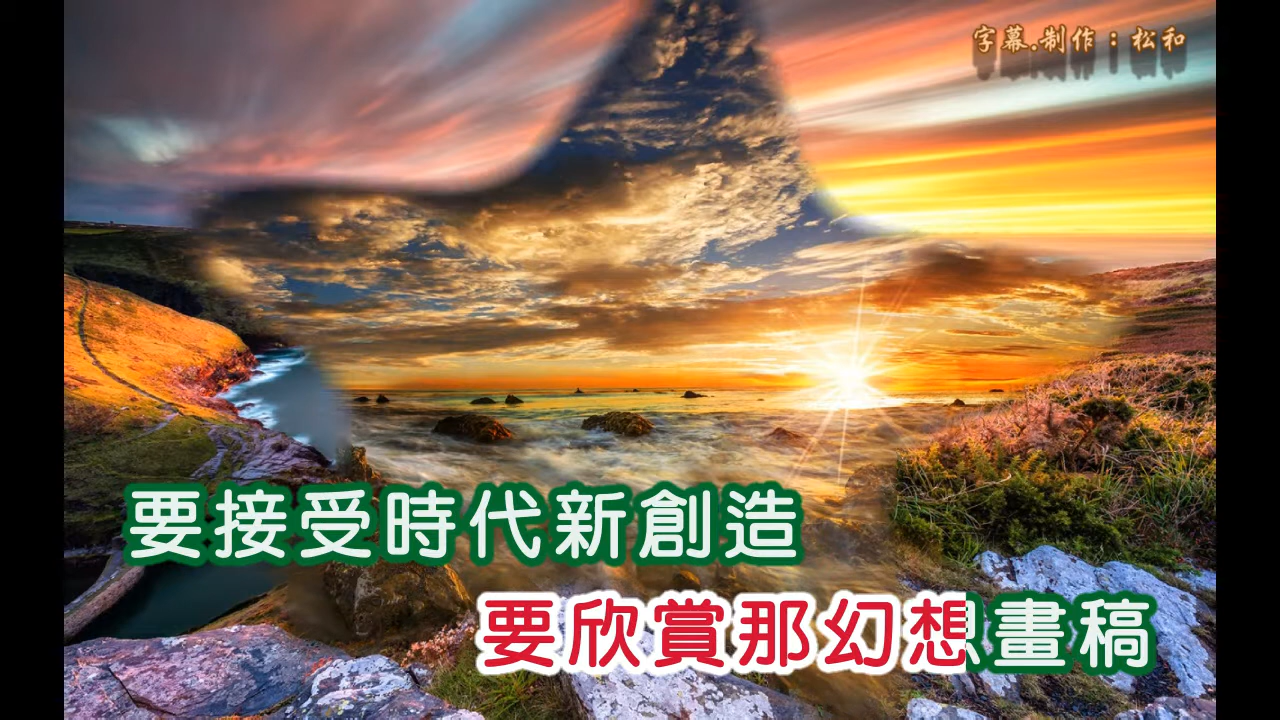 字幕.制作：松和
要接受時代新創造
要欣賞那幻想畫稿